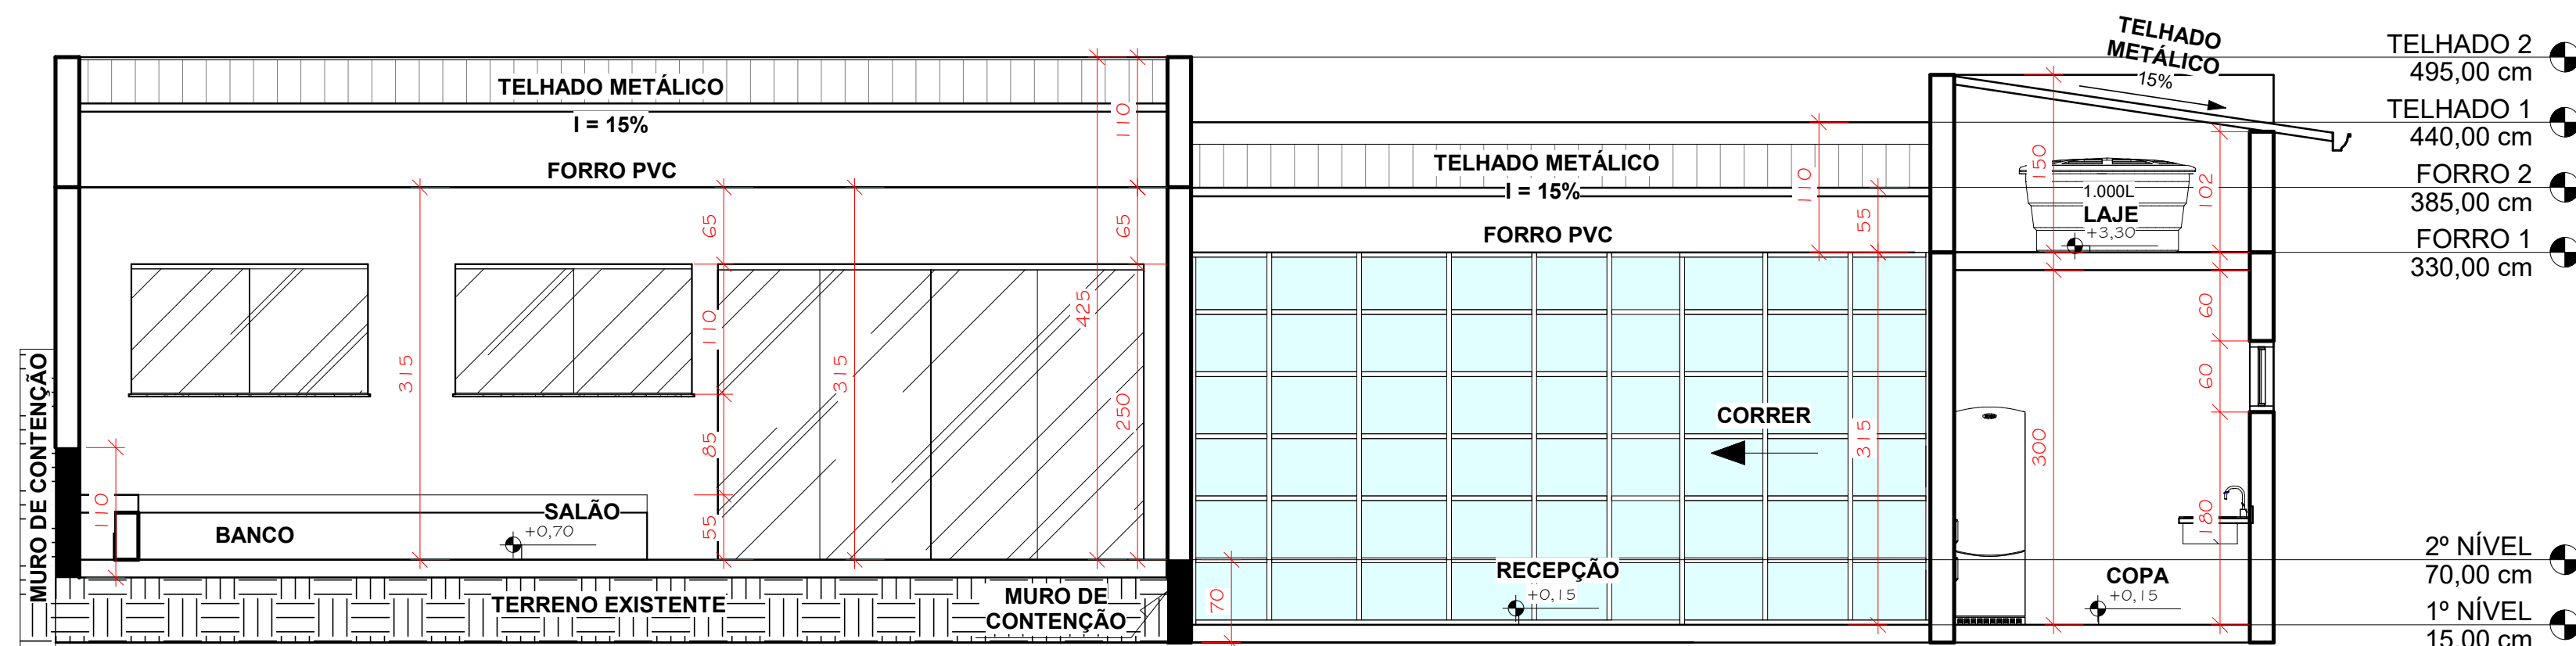 TELHADO METÁLICO
I = 15%
FORRO PVC
110
65
425
315
65
110
315
250
85
55
110
MURO DE CONTENÇÃO
BANCO
SALÃO
+0,70
TERRENO EXISTENTE
MURO DE
CONTENÇÃO
TELHADO METÁLICO
I = 15%
FORRO PVC
110
55
CORRER
315
RECEPÇÃO
+0,15
70
TELHADO
METÁLICO
15%
150
102
1.000L
LAJE
+3,30
60
60
300
180
COPA
+0,15
TELHADO 2
495,00 cm
TELHADO 1
440,00 cm
FORRO 2
385,00 cm
FORRO 1
330,00 cm
2º NÍVEL
70,00 cm
1º NÍVEL
15,00 cm